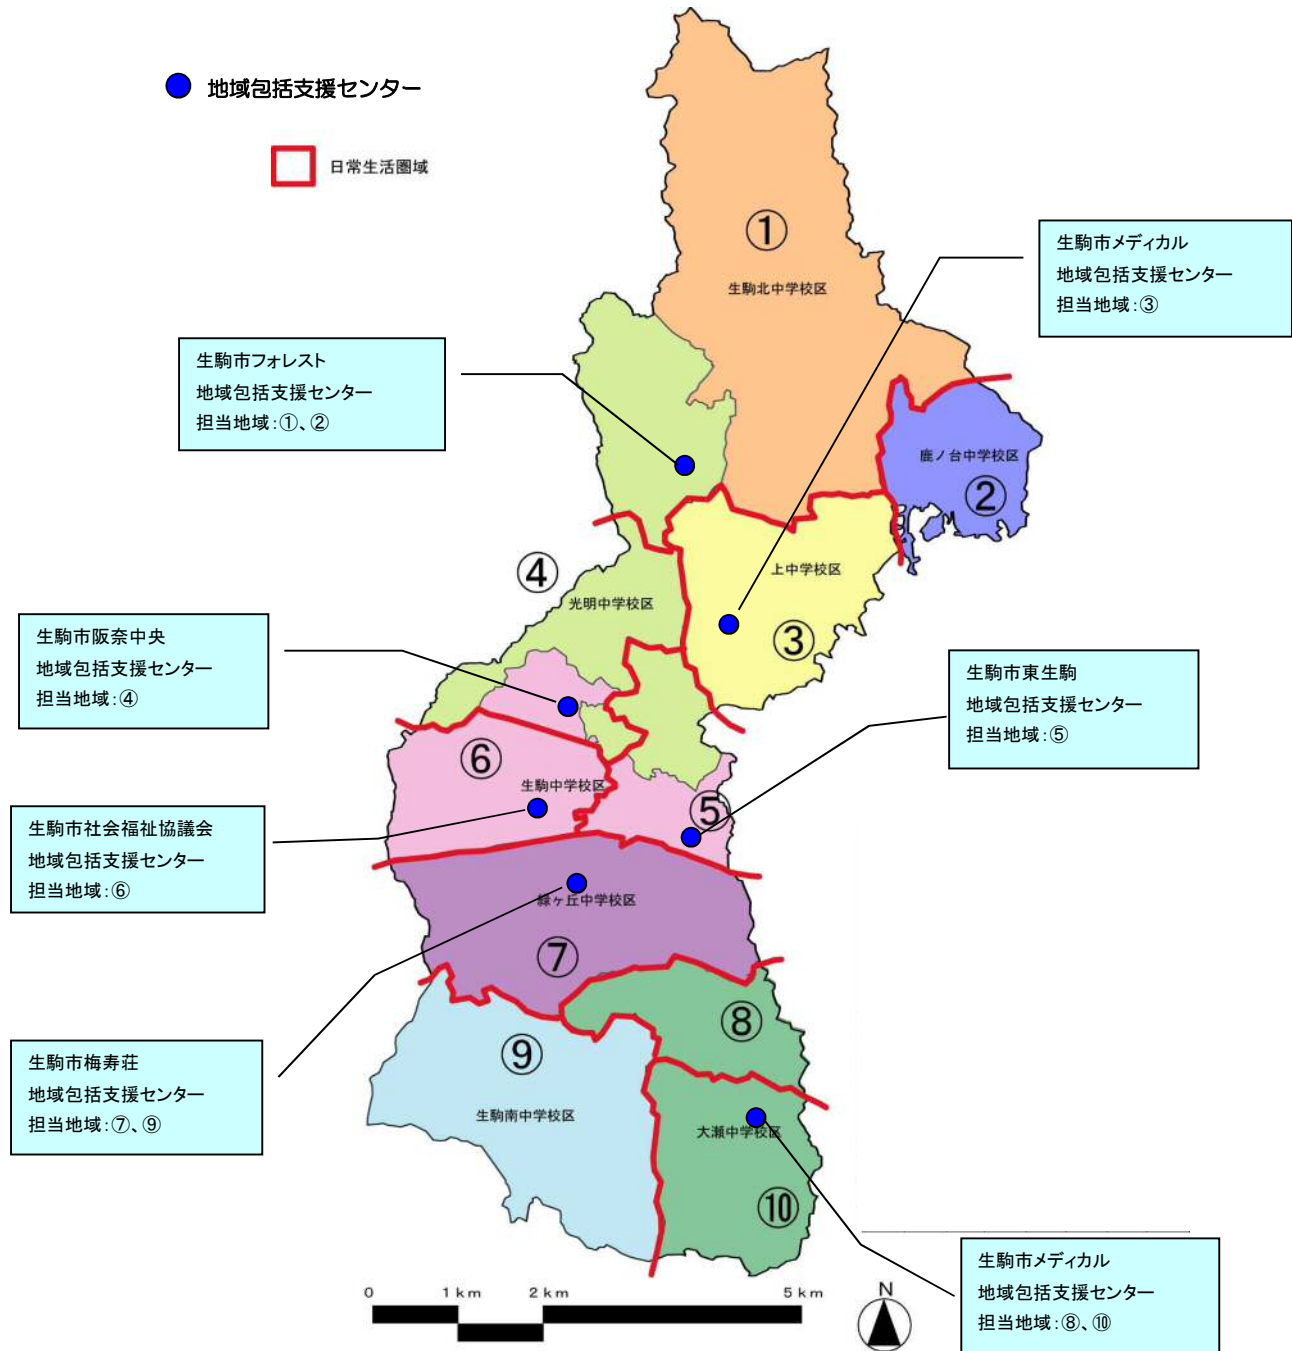 地域包括支援センター
日常生活圏域
①
生駒北中学校区
生駒市メディカル
地域包括支援センター
担当地域：③
生駒市フォレスト
地域包括支援センター
担当地域：①、②
鹿ノ台中学校区
②
④
光明中学校区
上中学校区
③
生駒市阪奈中央
地域包括支援センター
担当地域：④
生駒市東生駒
地域包括支援センター
担当地域：⑤
⑥
生駒中学校区
⑤
生駒市社会福祉協議会
地域包括支援センター
担当地域：⑥
緑ヶ丘中学校区
⑦
⑧
⑨
生駒南中学校区
生駒市梅寿荘
地域包括支援センター
担当地域：⑦、⑨
大瀬中学校区
⑩
生駒市メディカル
地域包括支援センター
担当地域：⑧、⑩
0 1km 2km 5km
N